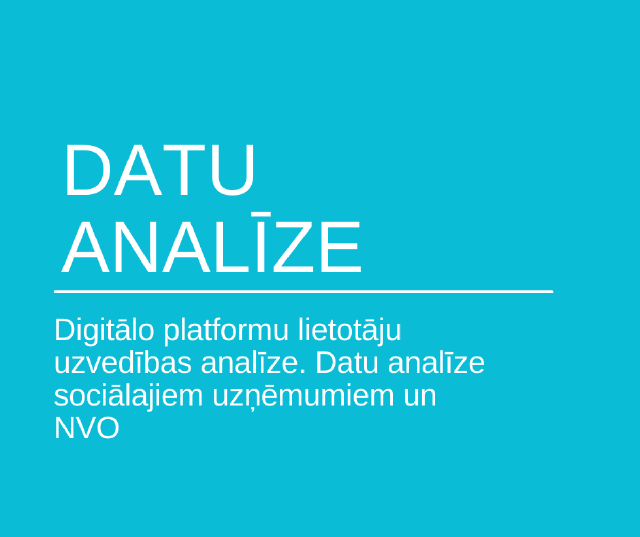 DATU
ANALĪZE
Digitālo platformu lietotāju
uzvedības analīze. Datu analīze
sociālajiem uzņēmumiem un
NVO